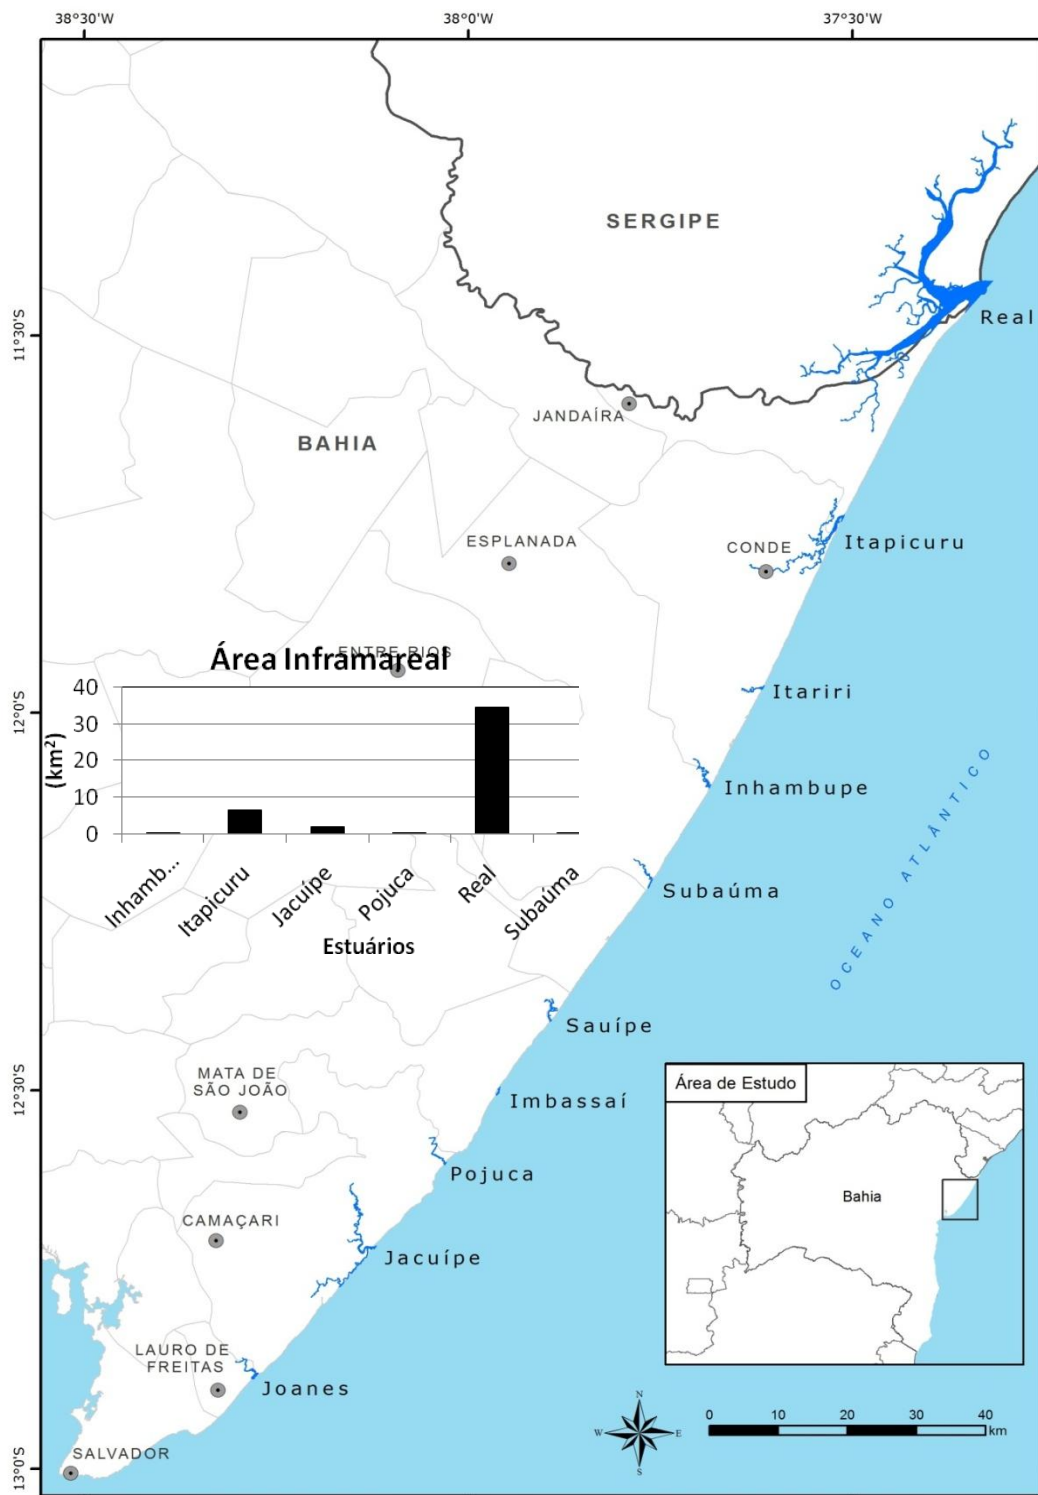 38°30'W
38°0'W
37°30'W
SERGIPE
Real
11°30'S
JANDAÍRA
BAHIA
ESPLANADA
CONDE
Itapicuru
ENTRE RIOS
Área Inframareal
40
30
20
10
0
(km²)
Inhamb...
Itapicuru
Jacuípe
Pojuca
Real
Subaúma
Estuários
Itariri
12°0'S
Inhambupe
OCEANO ATLÂNTICO
Subaúma
Sauípe
MATA DE
SÃO JOÃO
12°30'S
Imbassaí
Área de Estudo
Pojuca
Bahia
CAMAÇARI
Jacuípe
LAURO DE
FREITAS
Joanes
N
W
E
S
0
10
20
30
40
km
SALVADOR
13°0'S